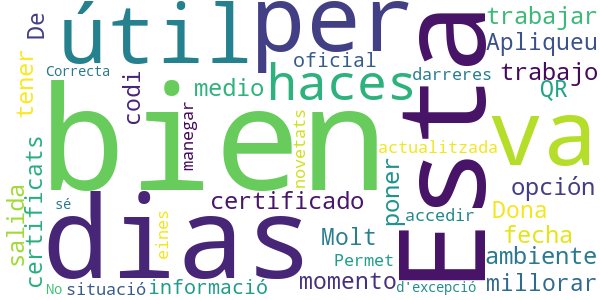 De
útil
per
Esta
trabajar
Apliqueu
oficial
Correcta
tener
codi
medio
haces
darreres
trabajo
QR
bien
manegar
novetats
va
actualitzada
certificats
salida
poner
opción
certificado
dias
sé
eines
accedir
Dona
fecha
Molt
Permet
ambiente
momento
millorar
No
situació
informació
d'excepció